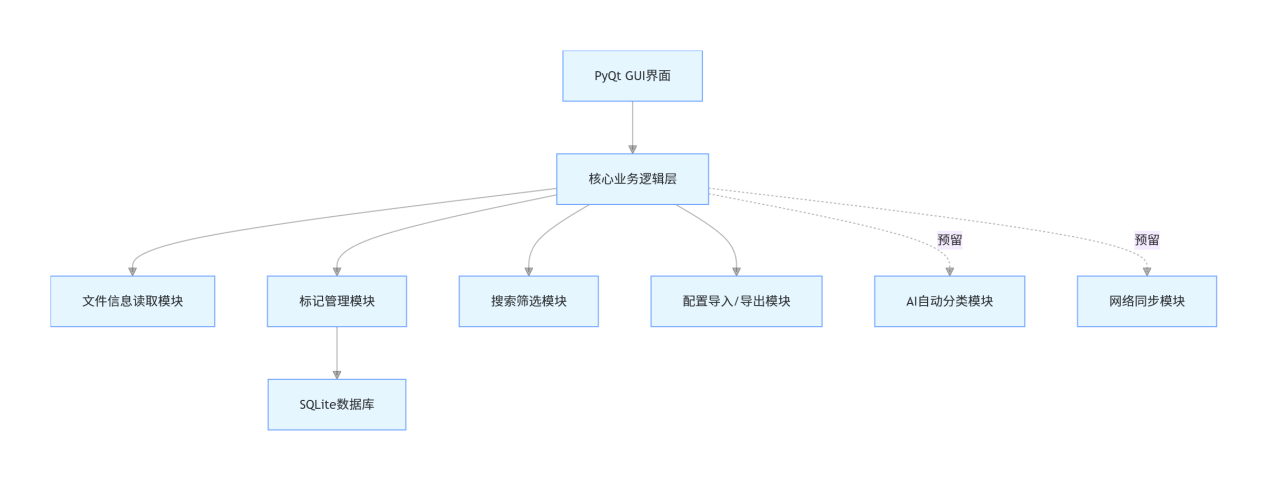 PyQt GUI界面
核心业务逻辑层
预留
预留
文件信息读取模块
标记管理模块
搜索筛选模块
配置导入/导出模块
AI自动分类模块
网络同步模块
SQLite数据库